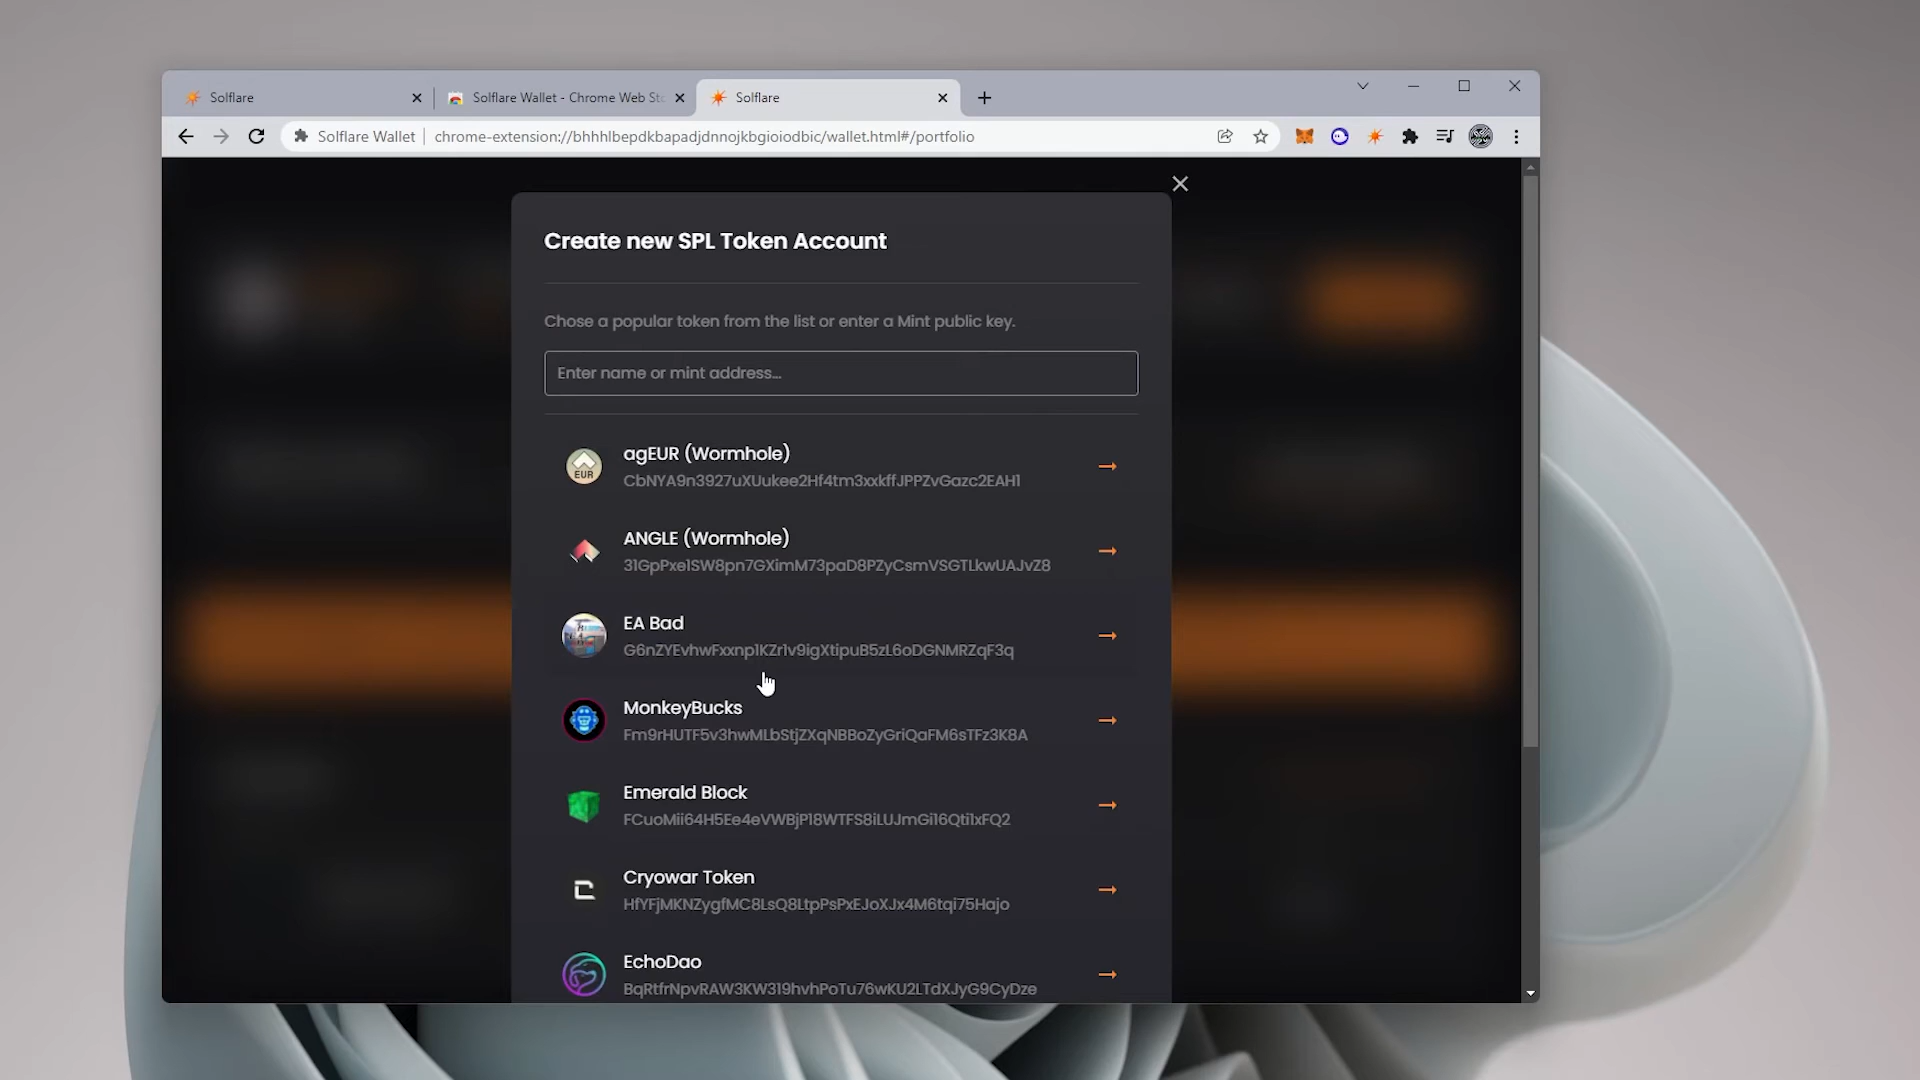 Solflare
Solflare Wallet - Chrome Web Sto
Solflare
Solflare Wallet
chrome-extension://bhhhlbepdkbapadjdnnojkbgioiodbic/wallet.html#/portfolio
Create new SPL Token Account
Chose a popular token from the list or enter a Mint public key.
Enter name or mint address...
agEUR (Wormhole)
EUR
CbNYA9n3927uXUukee2Hf4tm3xxkffJPPZvGazc2EAH1
ANGLE (Wormhole)
31GpPxe1SW8pn7GXimM73paD8PZyCsmVSGTLkwUAJvZ8
EA Bad
G6nZYEvhwFxxnp1KZr1v9igXtipuB5zL6oDGNMRZqF3q
MonkeyBucks
Fm9rHUTF5v3hwMLbStjZXqNBBoZyGriQaFM6sTFz3K8A
Emerald Block
FCuoMii64H5Ee4eVWBjP18WTFS8iLUJmGi16Qti1xFQ2
Cryowar Token
HfYFjMKNZygfMC8LsQ8LtpPsPxEJoXJx4M6tqi75Hajo
EchoDao
BqRtfrNpvRAW3KW319hvhPoTu76wKU2LTdXJyG9CyDze